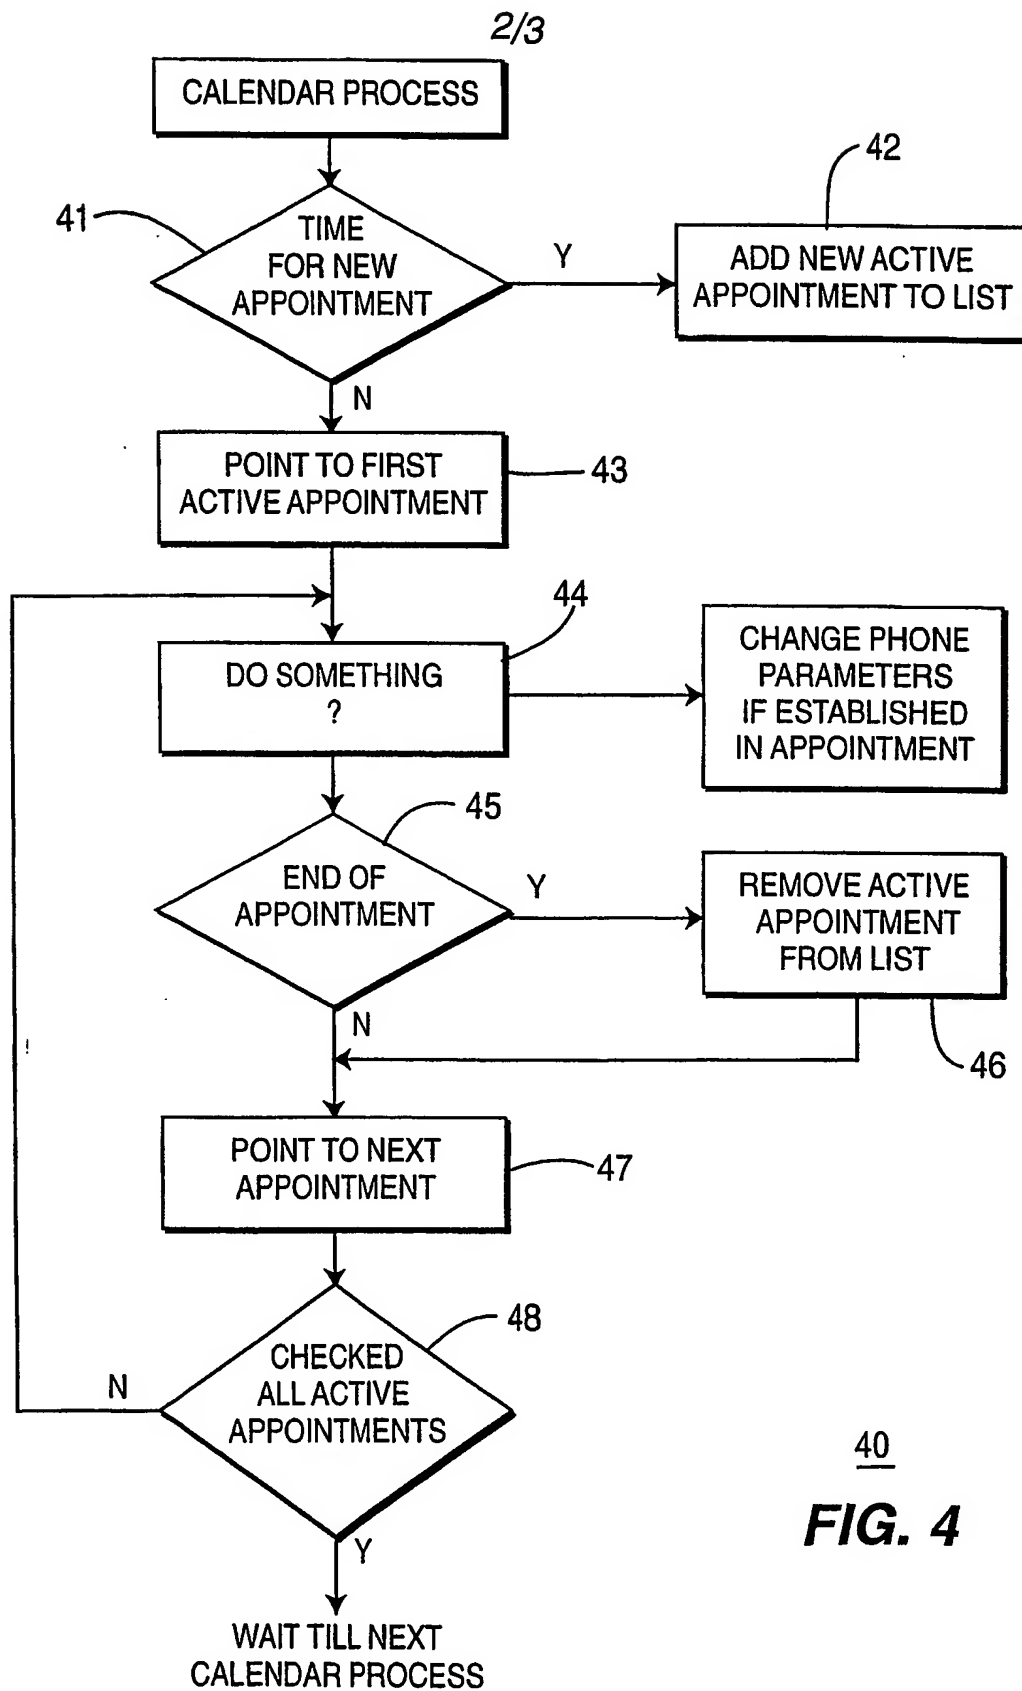 2/3
CALENDAR PROCESS
41
TIME
FOR NEW
APPOINTMENT
Y
42
ADD NEW ACTIVE
APPOINTMENT TO LIST
N
POINT TO FIRST
ACTIVE APPOINTMENT
43
44
DO SOMETHING
?
CHANGE PHONE
PARAMETERS
IF ESTABLISHED
IN APPOINTMENT
45
END OF
APPOINTMENT
Y
REMOVE ACTIVE
APPOINTMENT
FROM LIST
46
N
POINT TO NEXT
APPOINTMENT
47
48
CHECKED
ALL ACTIVE
APPOINTMENTS
N
Y
WAIT TILL NEXT
CALENDAR PROCESS
40
FIG. 4